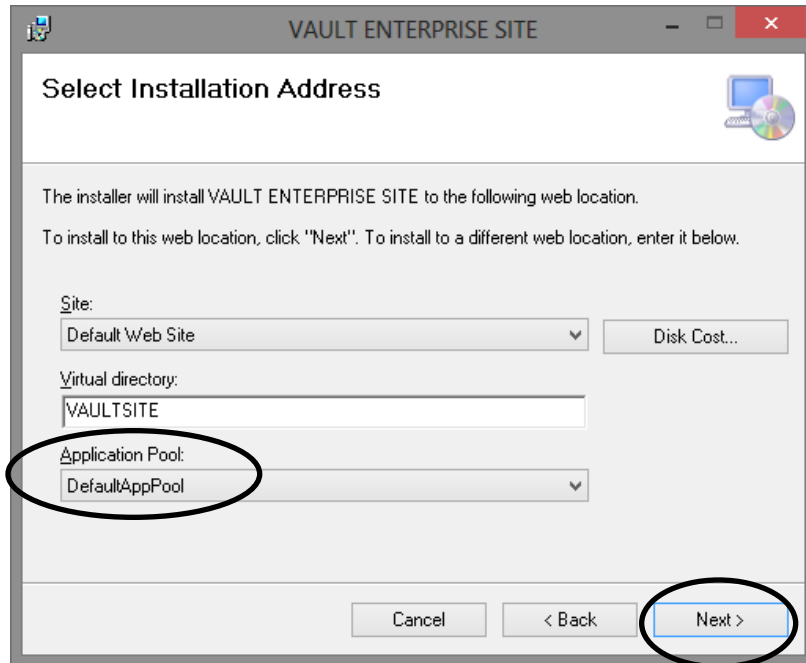 VAULT ENTERPRISE SITE
Select Installation Address
The installer will install VAULT ENTERPRISE SITE to the following web location.
To install to this web location, click "Next". To install to a different web location, enter it below.
Site:
Default Web Site
Disk Cost...
Virtual directory:
VAULTSITE
Application Pool:
DefaultAppPool
Cancel
< Back
Next >